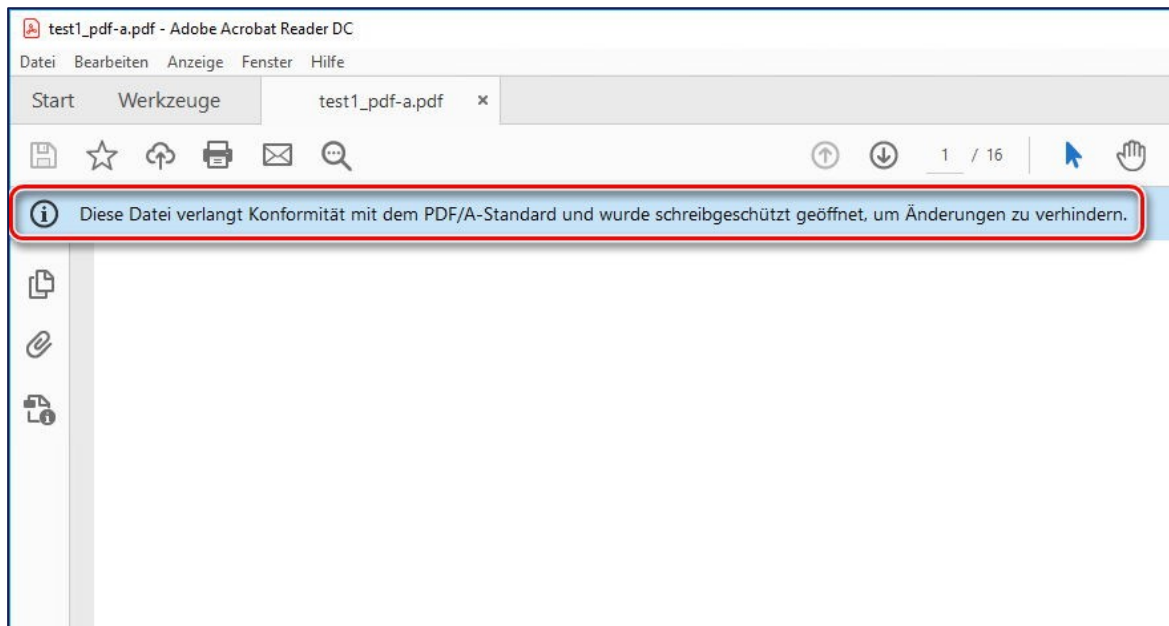 test1_pdf-a.pdf - Adobe Acrobat Reader DC
Datei Bearbeiten Anzeige Fenster Hilfe
Start Werkzeuge test1_pdf-a.pdf ×
1 / 16
Diese Datei verlangt Konformität mit dem PDF/A-Standard und wurde schreibgeschützt geöffnet, um Änderungen zu verhindern.